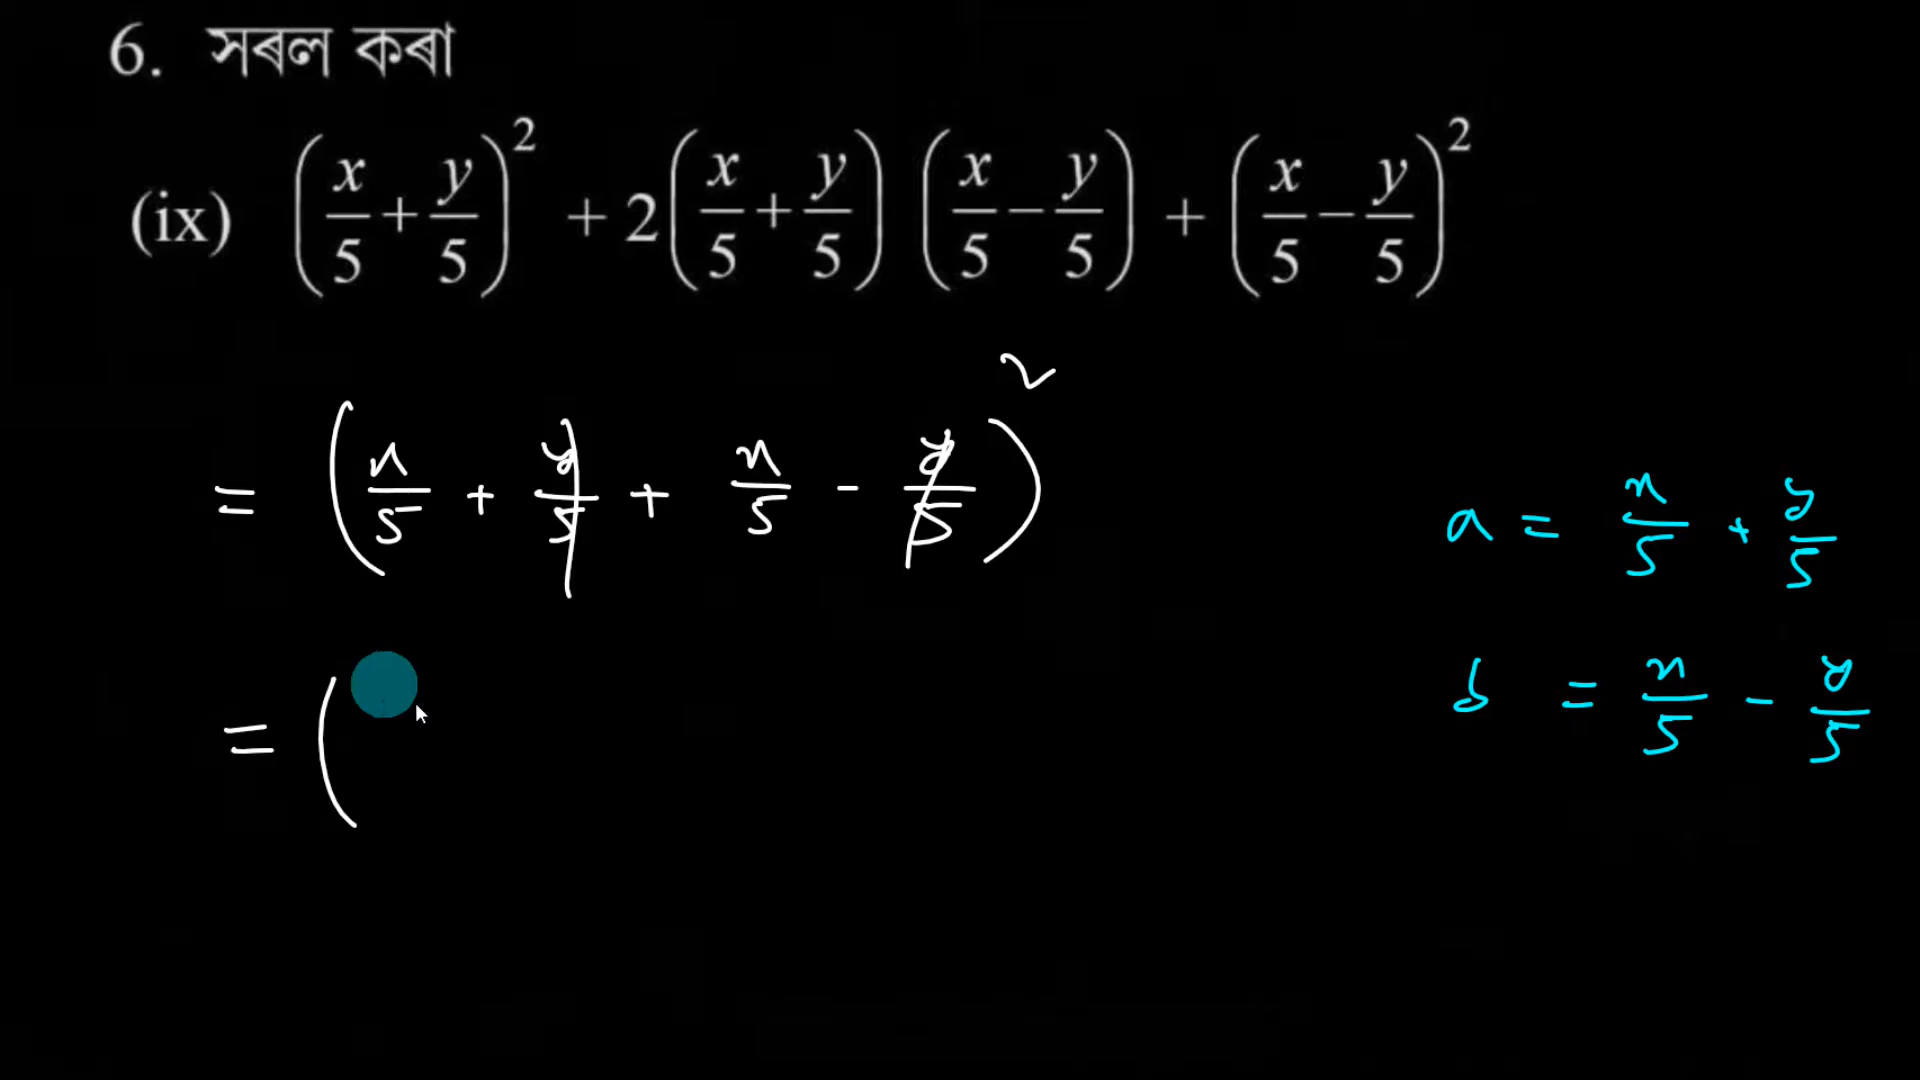 6. সৰল কৰা
(ix) (x/5 + y/5)² + 2(x/5 + y/5) (x/5 − y/5) + (x/5 − y/5)²
= (x/5 + y/5 + x/5 − y/5)²
a = x/5 + y/5
b = x/5 − y/5
= (